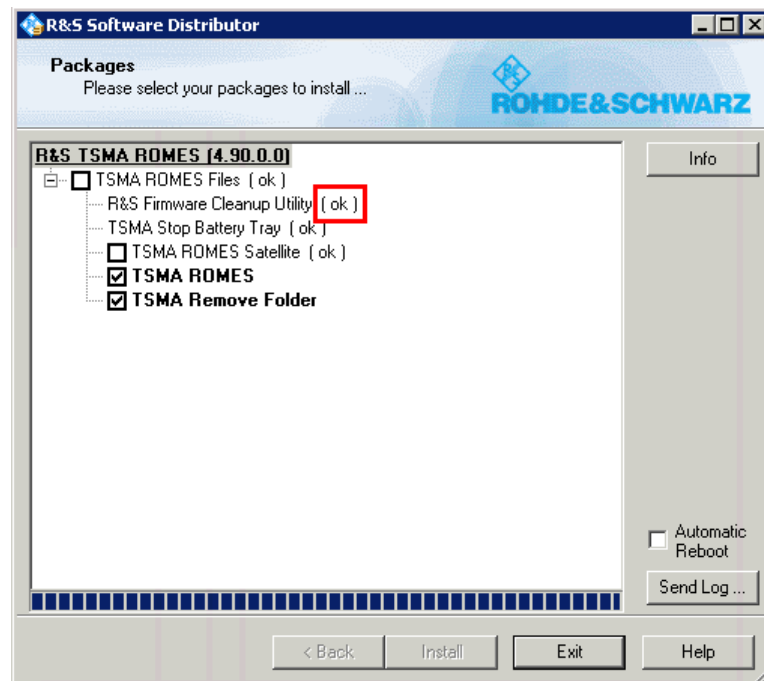 R&S Software Distributor
Packages
Please select your packages to install ...
ROHDE&SCHWARZ
R&S TSMA ROMES (4.90.0.0)
Info
TSMA ROMES Files ( ok )
R&S Firmware Cleanup Utility ( ok )
TSMA Stop Battery Tray ( ok )
TSMA ROMES Satellite ( ok )
TSMA ROMES
TSMA Remove Folder
Automatic
Reboot
Send Log ...
< Back
Install
Exit
Help